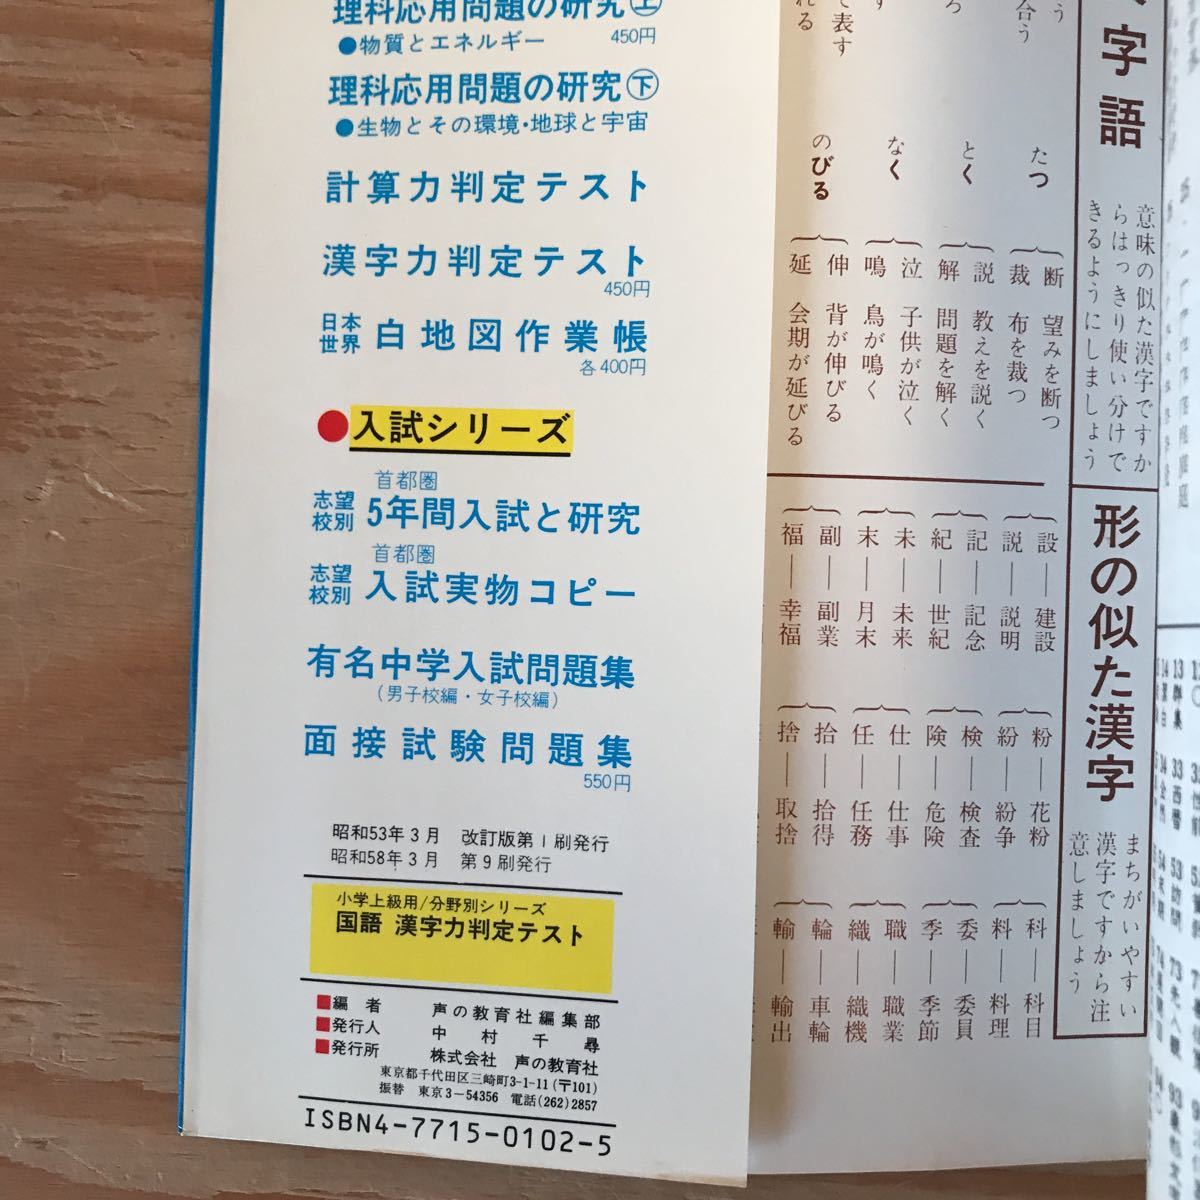 理科応用問題の研究㊤
●物質とエネルギー 450円
理科応用問題の研究㊦
●生物とその環境・地球と宇宙
計算力判定テスト
漢字力判定テスト
450円
日本世界 白地図作業帳
各400円
●入試シリーズ
首都圏
志望校別 5年間入試と研究
首都圏
志望校別 入試実物コピー
有名中学入試問題集
（男子校編・女子校編）
面接試験問題集
550円
昭和53年3月 改訂版第1刷発行
昭和58年3月 第9刷発行
小学上級用/分野別シリーズ
国語 漢字力判定テスト
■編者 声の教育社編集部
■発行人 中村千尋
■発行所 株式会社 声の教育社
東京都千代田区三崎町3-1-11(〒101)
振替 東京3-54356 電話(262)2857
ISBN4-7715-0102-5
字語
意味の似た漢字ですか
らはっきり使い分けで
きるようにしましょう
たつ
断 望みを断つ
裁 布を裁つ
とく
説 教えを説く
解 問題を解く
なく
泣 子供が泣く
鳴 鳥が鳴く
のびる
伸 背が伸びる
延 会期が延びる
形の似た漢字
まちがいやすい
漢字ですから注
意しましょう
設―建設
説―説明
記―記念
紀―世紀
未―未来
末―月末
副―副業
福―幸福
粉―花粉
紛―紛争
検―検査
険―危険
仕―仕事
任―任務
拾―拾得
捨―取捨
科―科目
料―料理
委―委員
季―季節
職―職業
織―織機
輪―車輪
輸―輸出